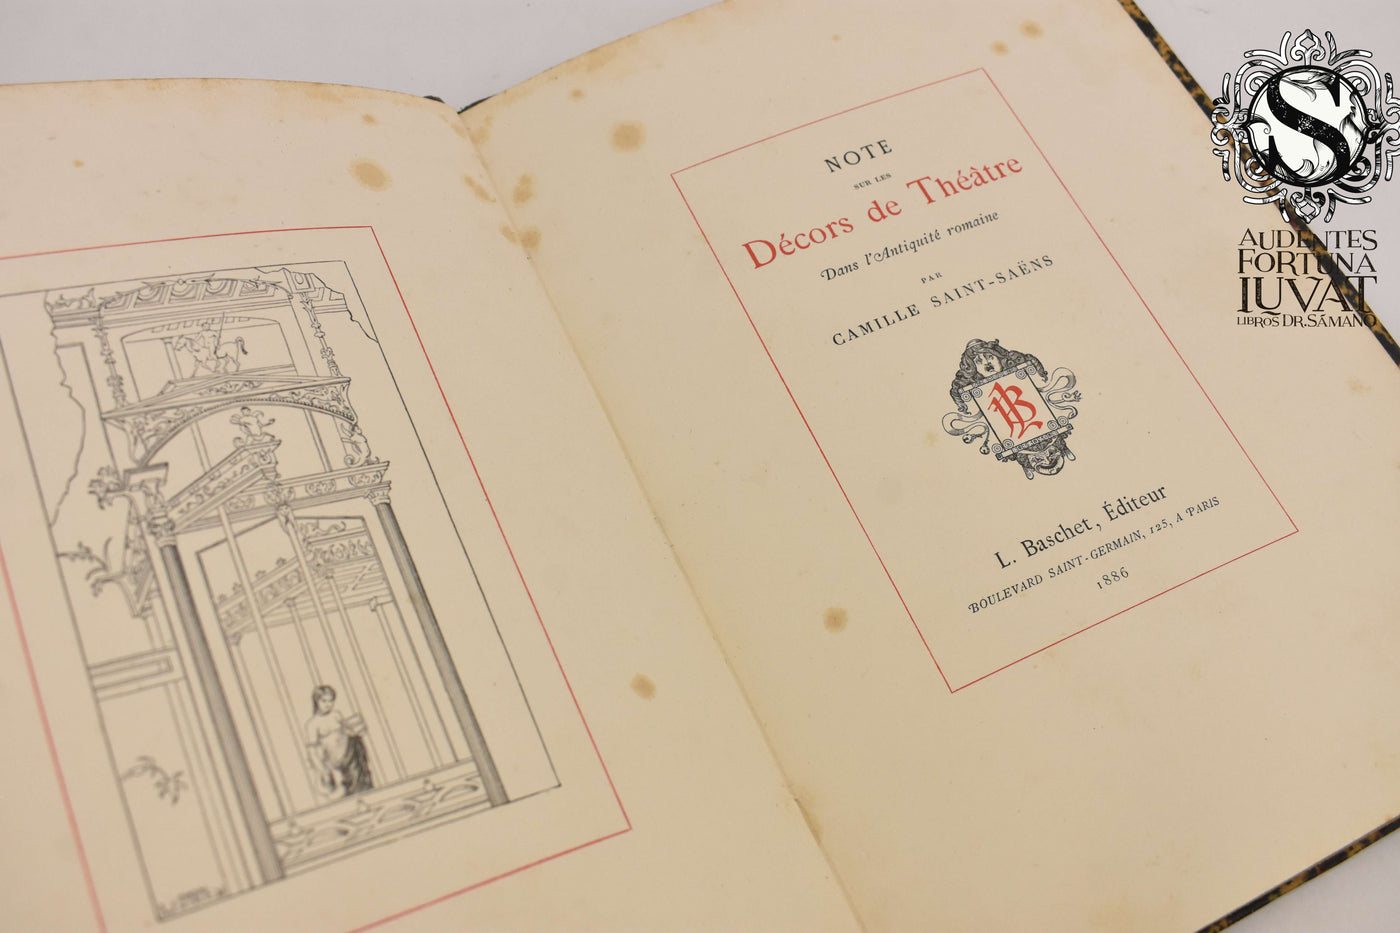 NOTE
SUR LES
Décors de Théâtre
Dans l'Antiquité romaine
PAR
CAMILLE SAINT-SAËNS
LB
L. Baschet, Éditeur
BOULEVARD SAINT-GERMAIN, 125, A PARIS
1886
S
AUDENTES
FORTUNA
IUVAT
LIBROS DR. SÁMANO